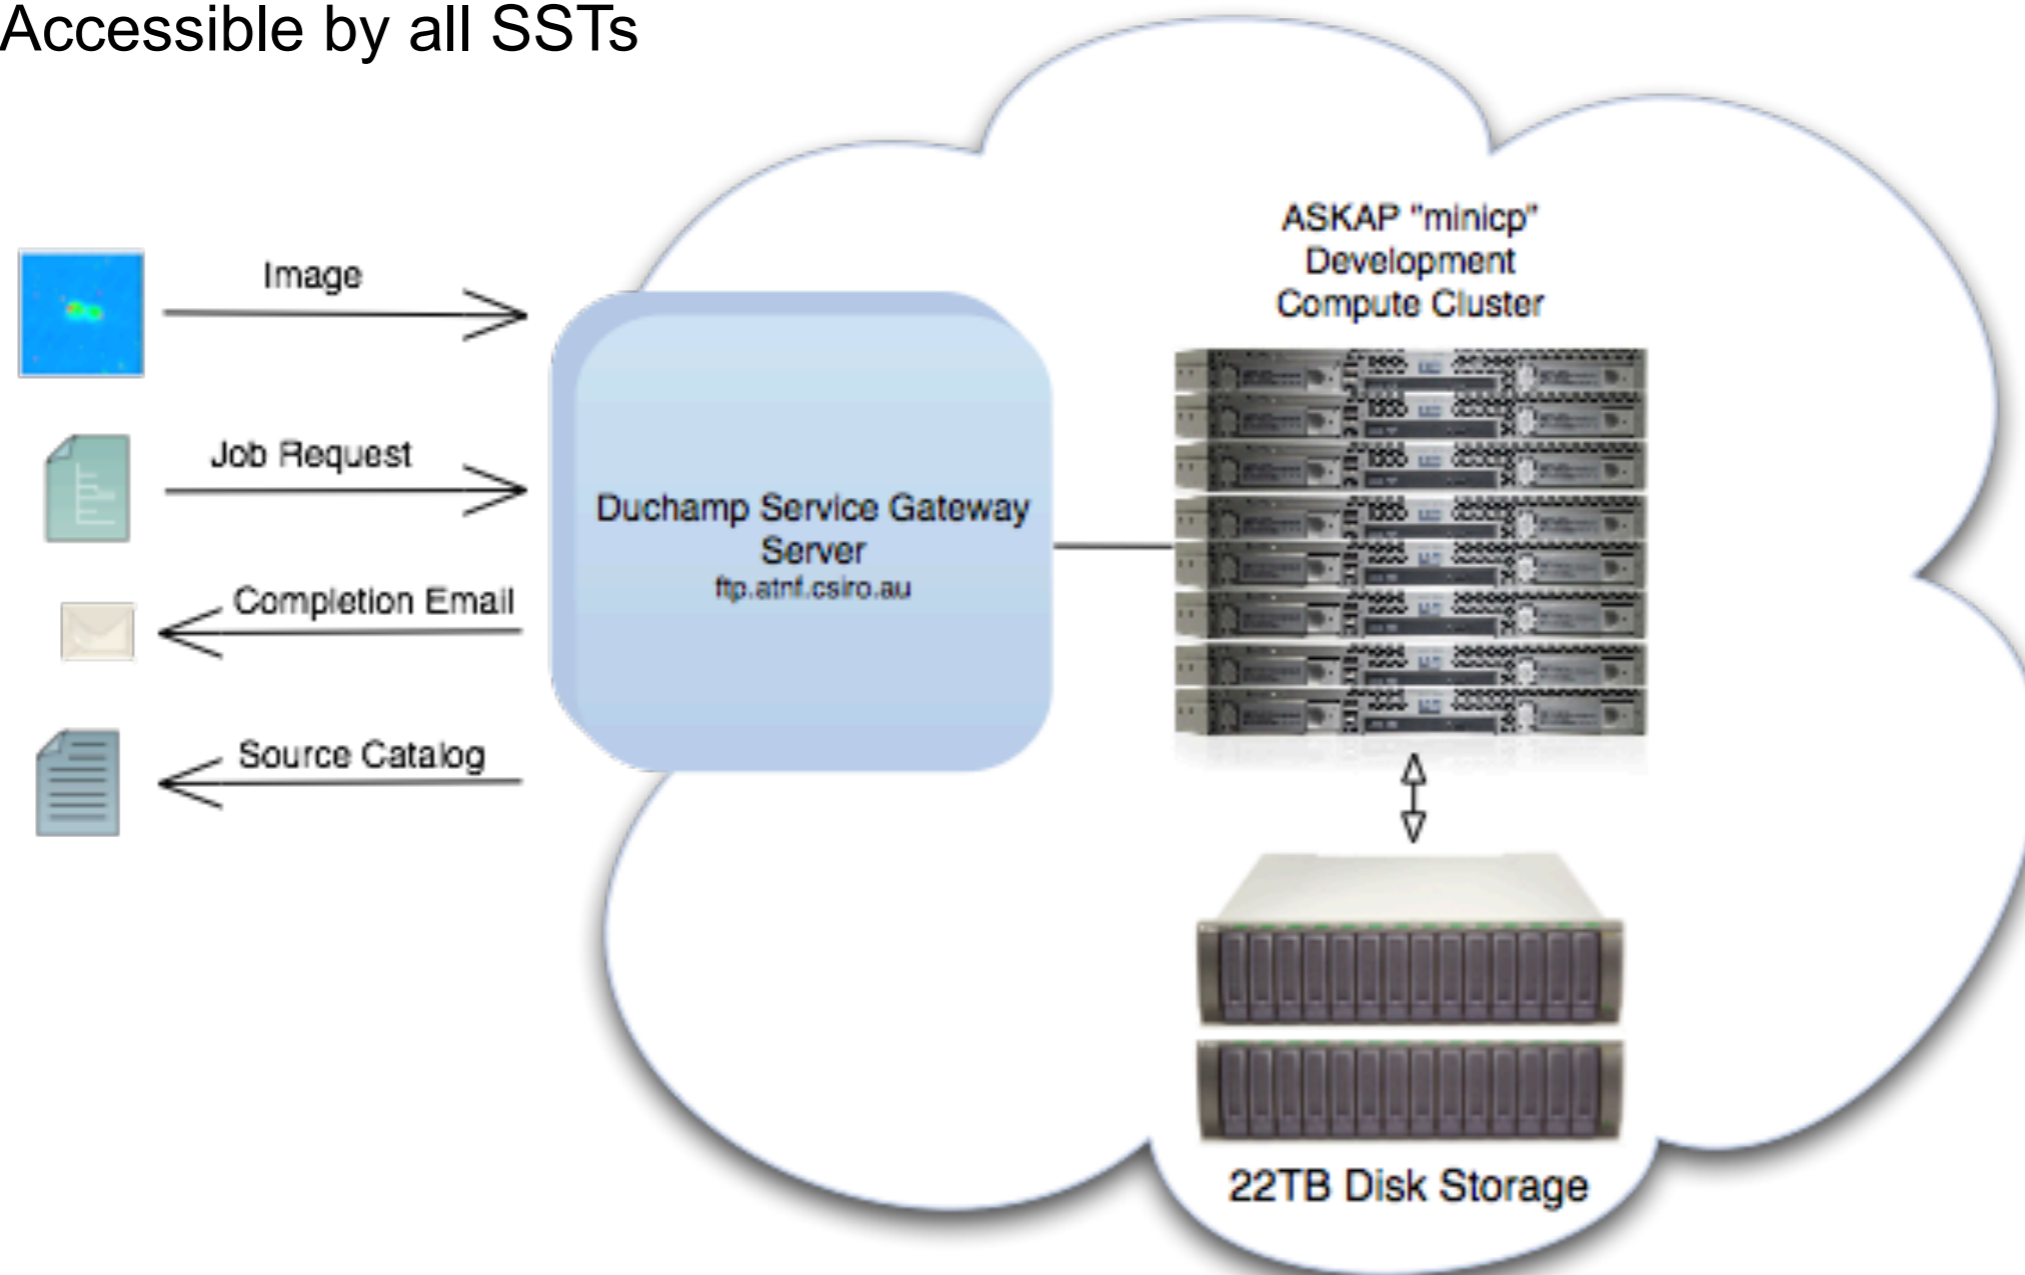 Accessible by all SSTs
Image
Job Request
Completion Email
Source Catalog
Duchamp Service Gateway
Server
ftp.atnf.csiro.au
ASKAP "minicp"
Development
Compute Cluster
22TB Disk Storage